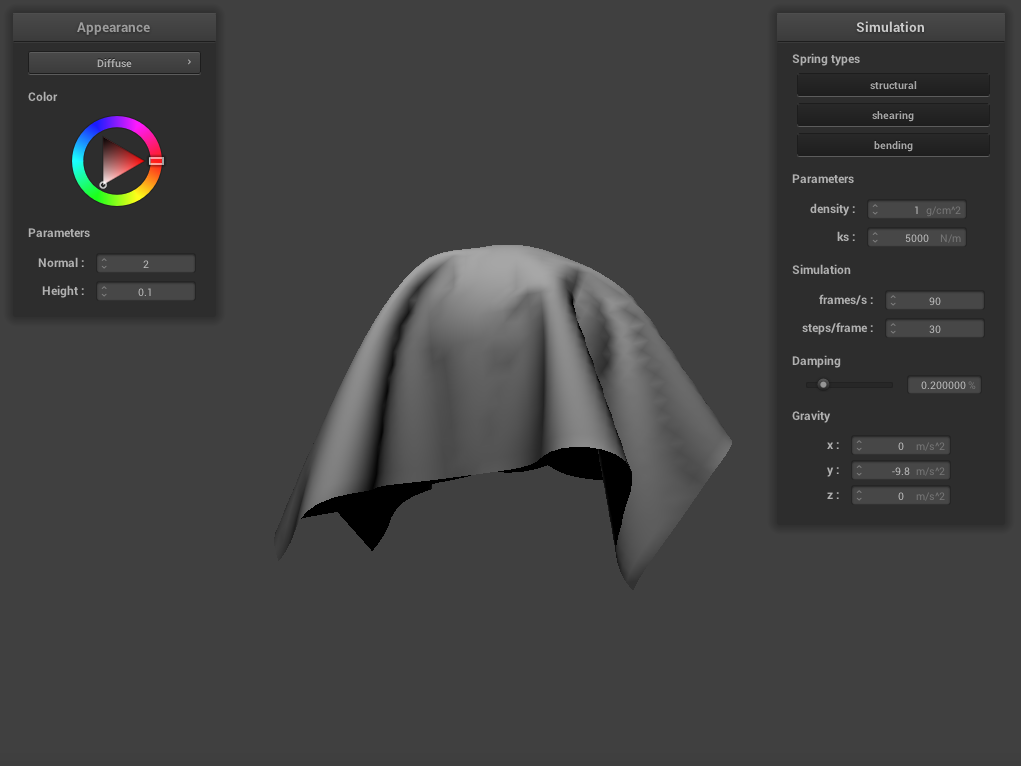 Appearance
Diffuse ›
Color
Parameters
Normal : 2
Height : 0.1
Simulation
Spring types
structural
shearing
bending
Parameters
density : 1 g/cm^2
ks : 5000 N/m
Simulation
frames/s : 90
steps/frame : 30
Damping
0.200000 %
Gravity
x : 0 m/s^2
y : -9.8 m/s^2
z : 0 m/s^2